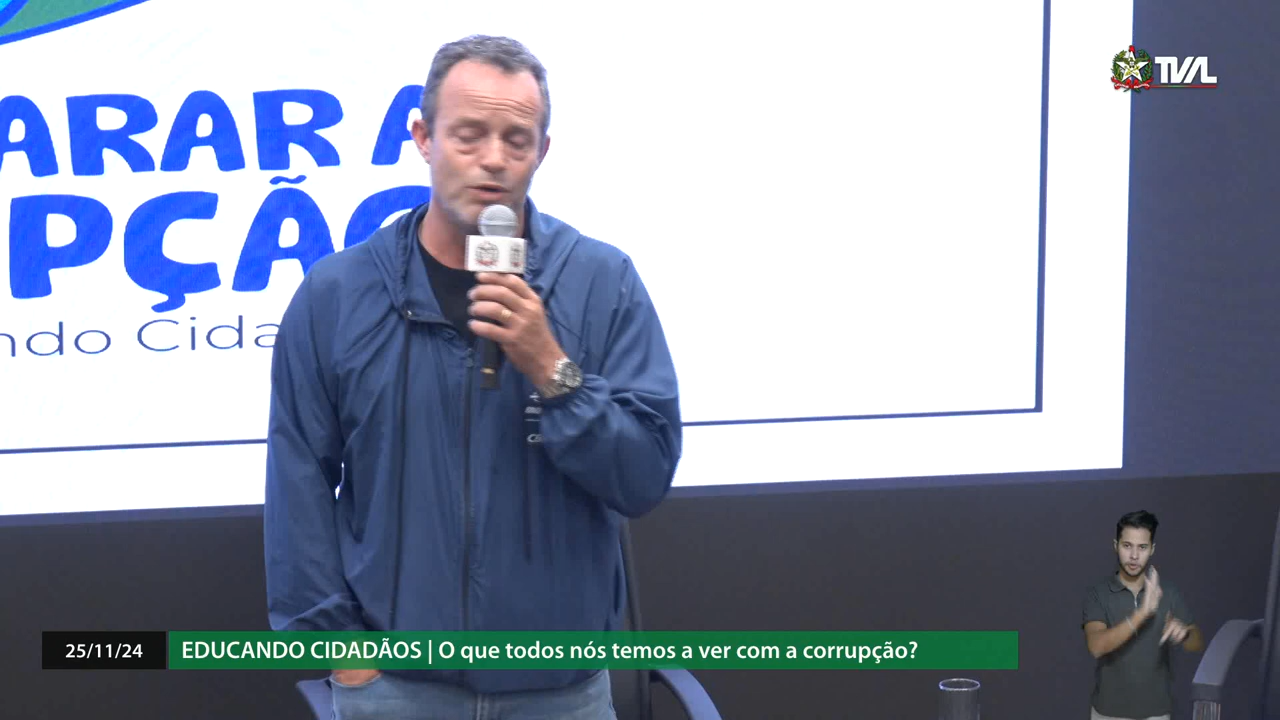 TVAL
ARAR A
PÇÃO
ndo Cida
25/11/24
EDUCANDO CIDADÃOS | O que todos nós temos a ver com a corrupção?